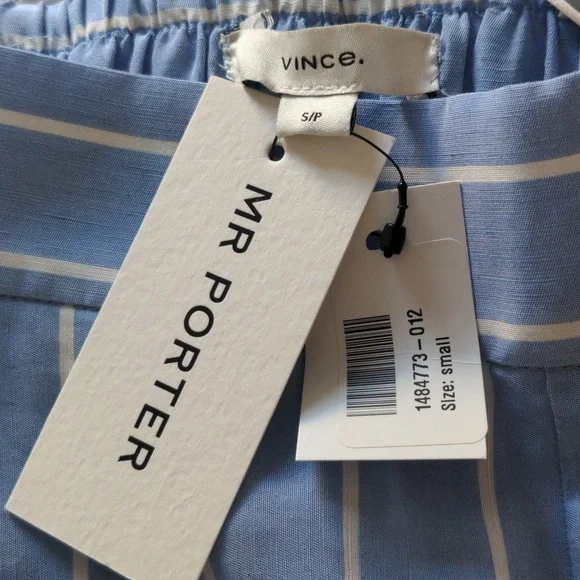 VINCe.
S/P
MR PORTER
1484773-012
Size: small